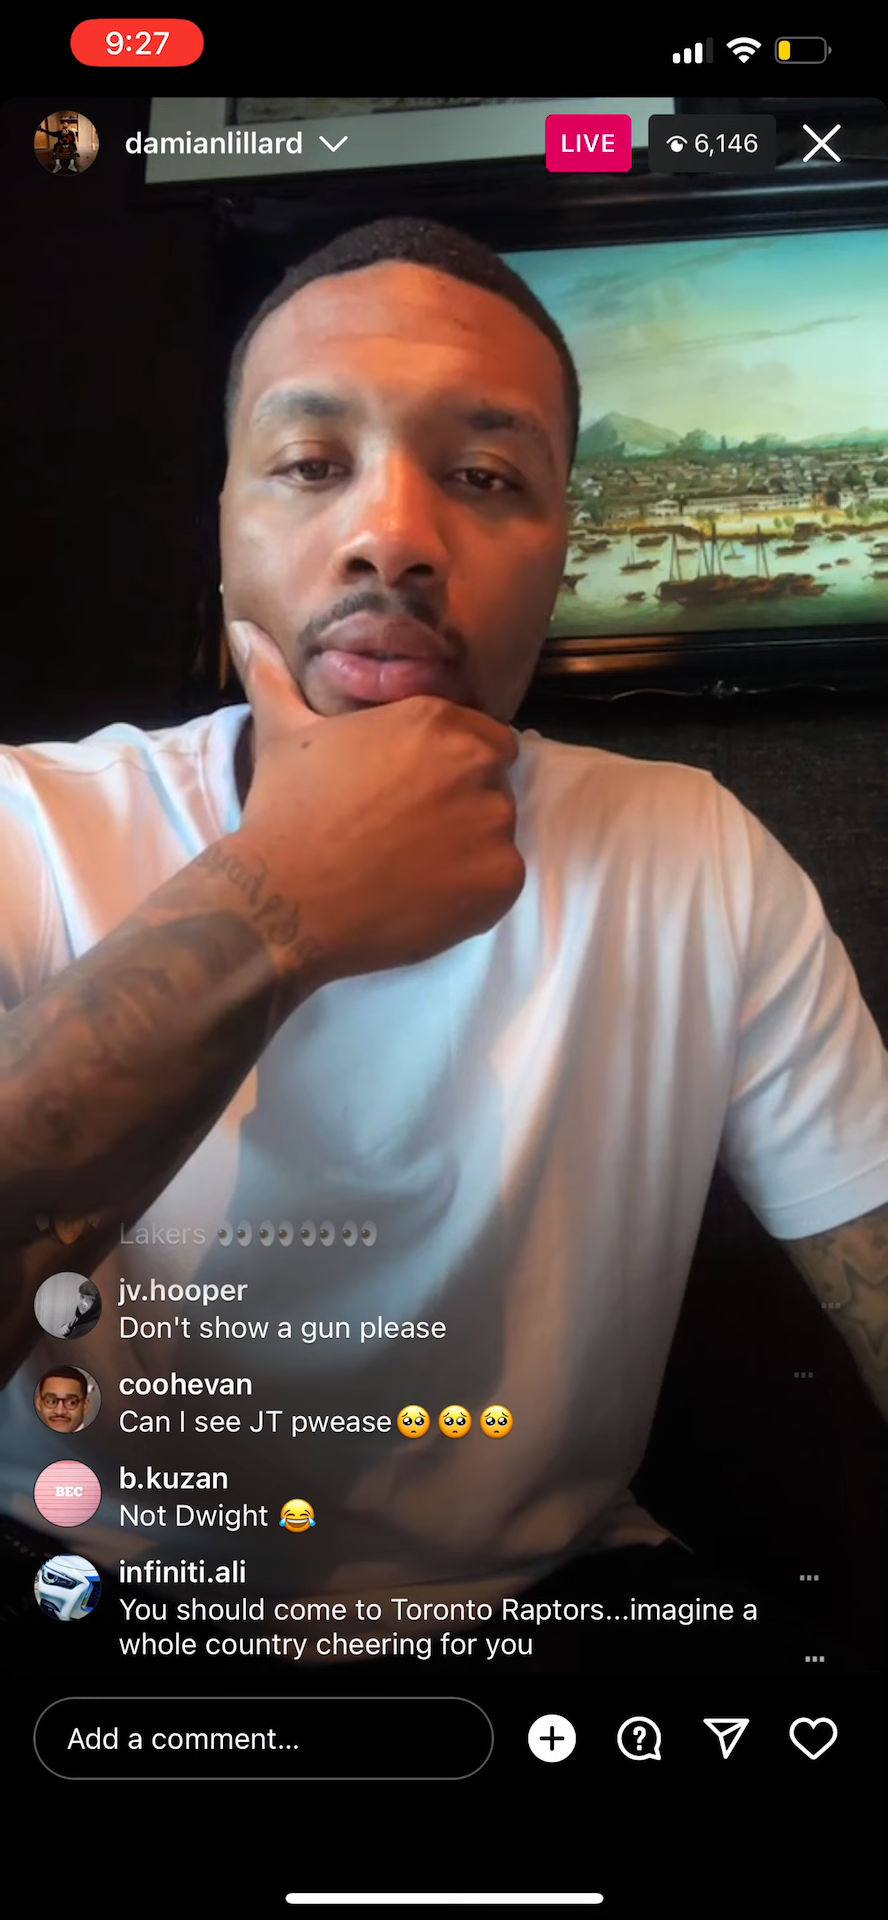 9:27
damianlillard
LIVE
6,146
Lakers 👀👀👀👀
jv.hooper
Don't show a gun please
coohevan
Can I see JT pwease🥺🥺🥺
BEC
b.kuzan
Not Dwight 😂
infiniti.ali
You should come to Toronto Raptors...imagine a
whole country cheering for you
Add a comment...